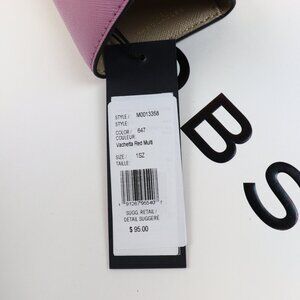 STYLE / M0013358
STYLE:
COLOR / 647
COULEUR:
Vachetta Red Multi
SIZE / 1SZ
TAILLE:
SUGG. RETAIL /
DETAIL SUGGERE
$ 95.00
B
S